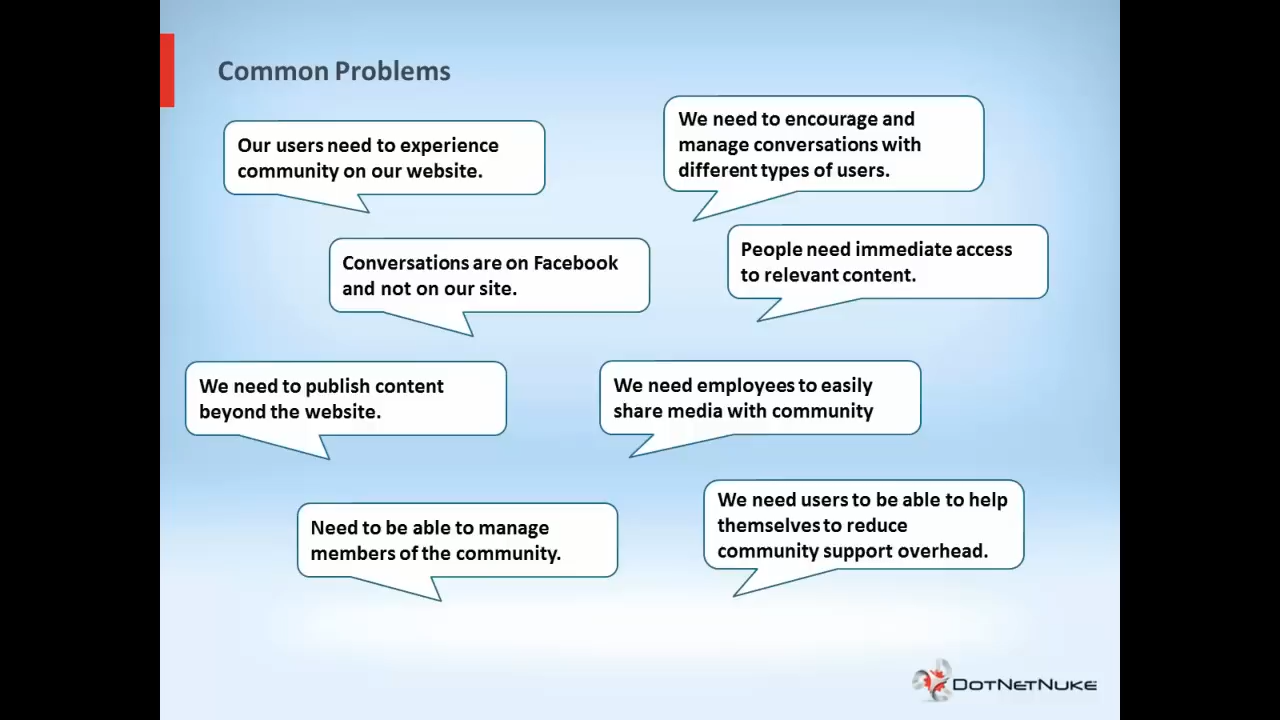 Common Problems
Our users need to experience
community on our website.
We need to encourage and
manage conversations with
different types of users.
Conversations are on Facebook
and not on our site.
People need immediate access
to relevant content.
We need to publish content
beyond the website.
We need employees to easily
share media with community
Need to be able to manage
members of the community.
We need users to be able to help
themselves to reduce
community support overhead.
DotNetNuke